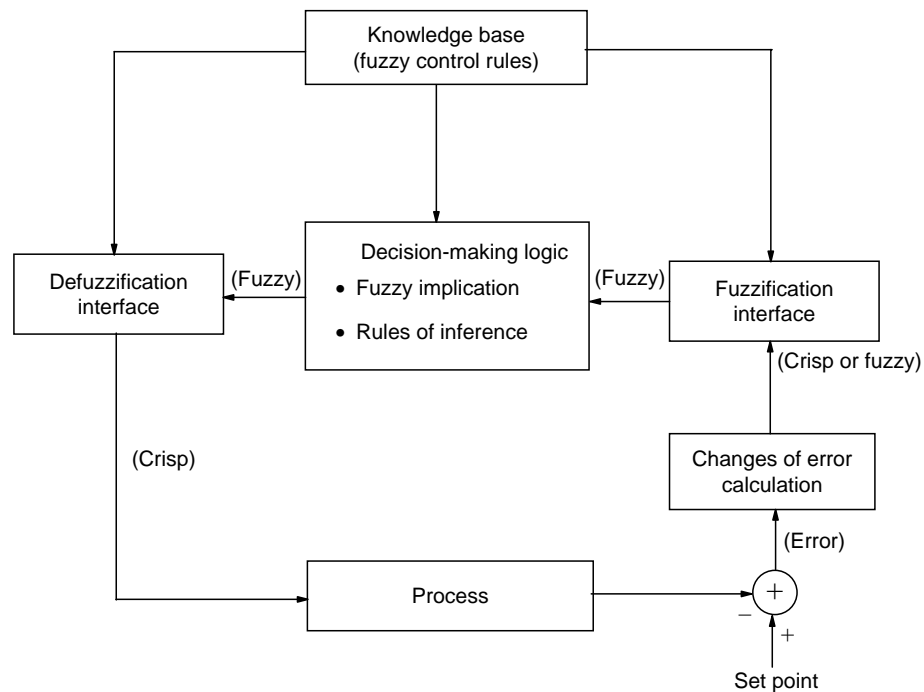 Knowledge base
(fuzzy control rules)
Decision-making logic
• Fuzzy implication
• Rules of inference
Defuzzification
interface
(Fuzzy)
(Fuzzy)
Fuzzification
interface
(Crisp or fuzzy)
(Crisp)
Changes of error
calculation
(Error)
Process
+
−
+
Set point